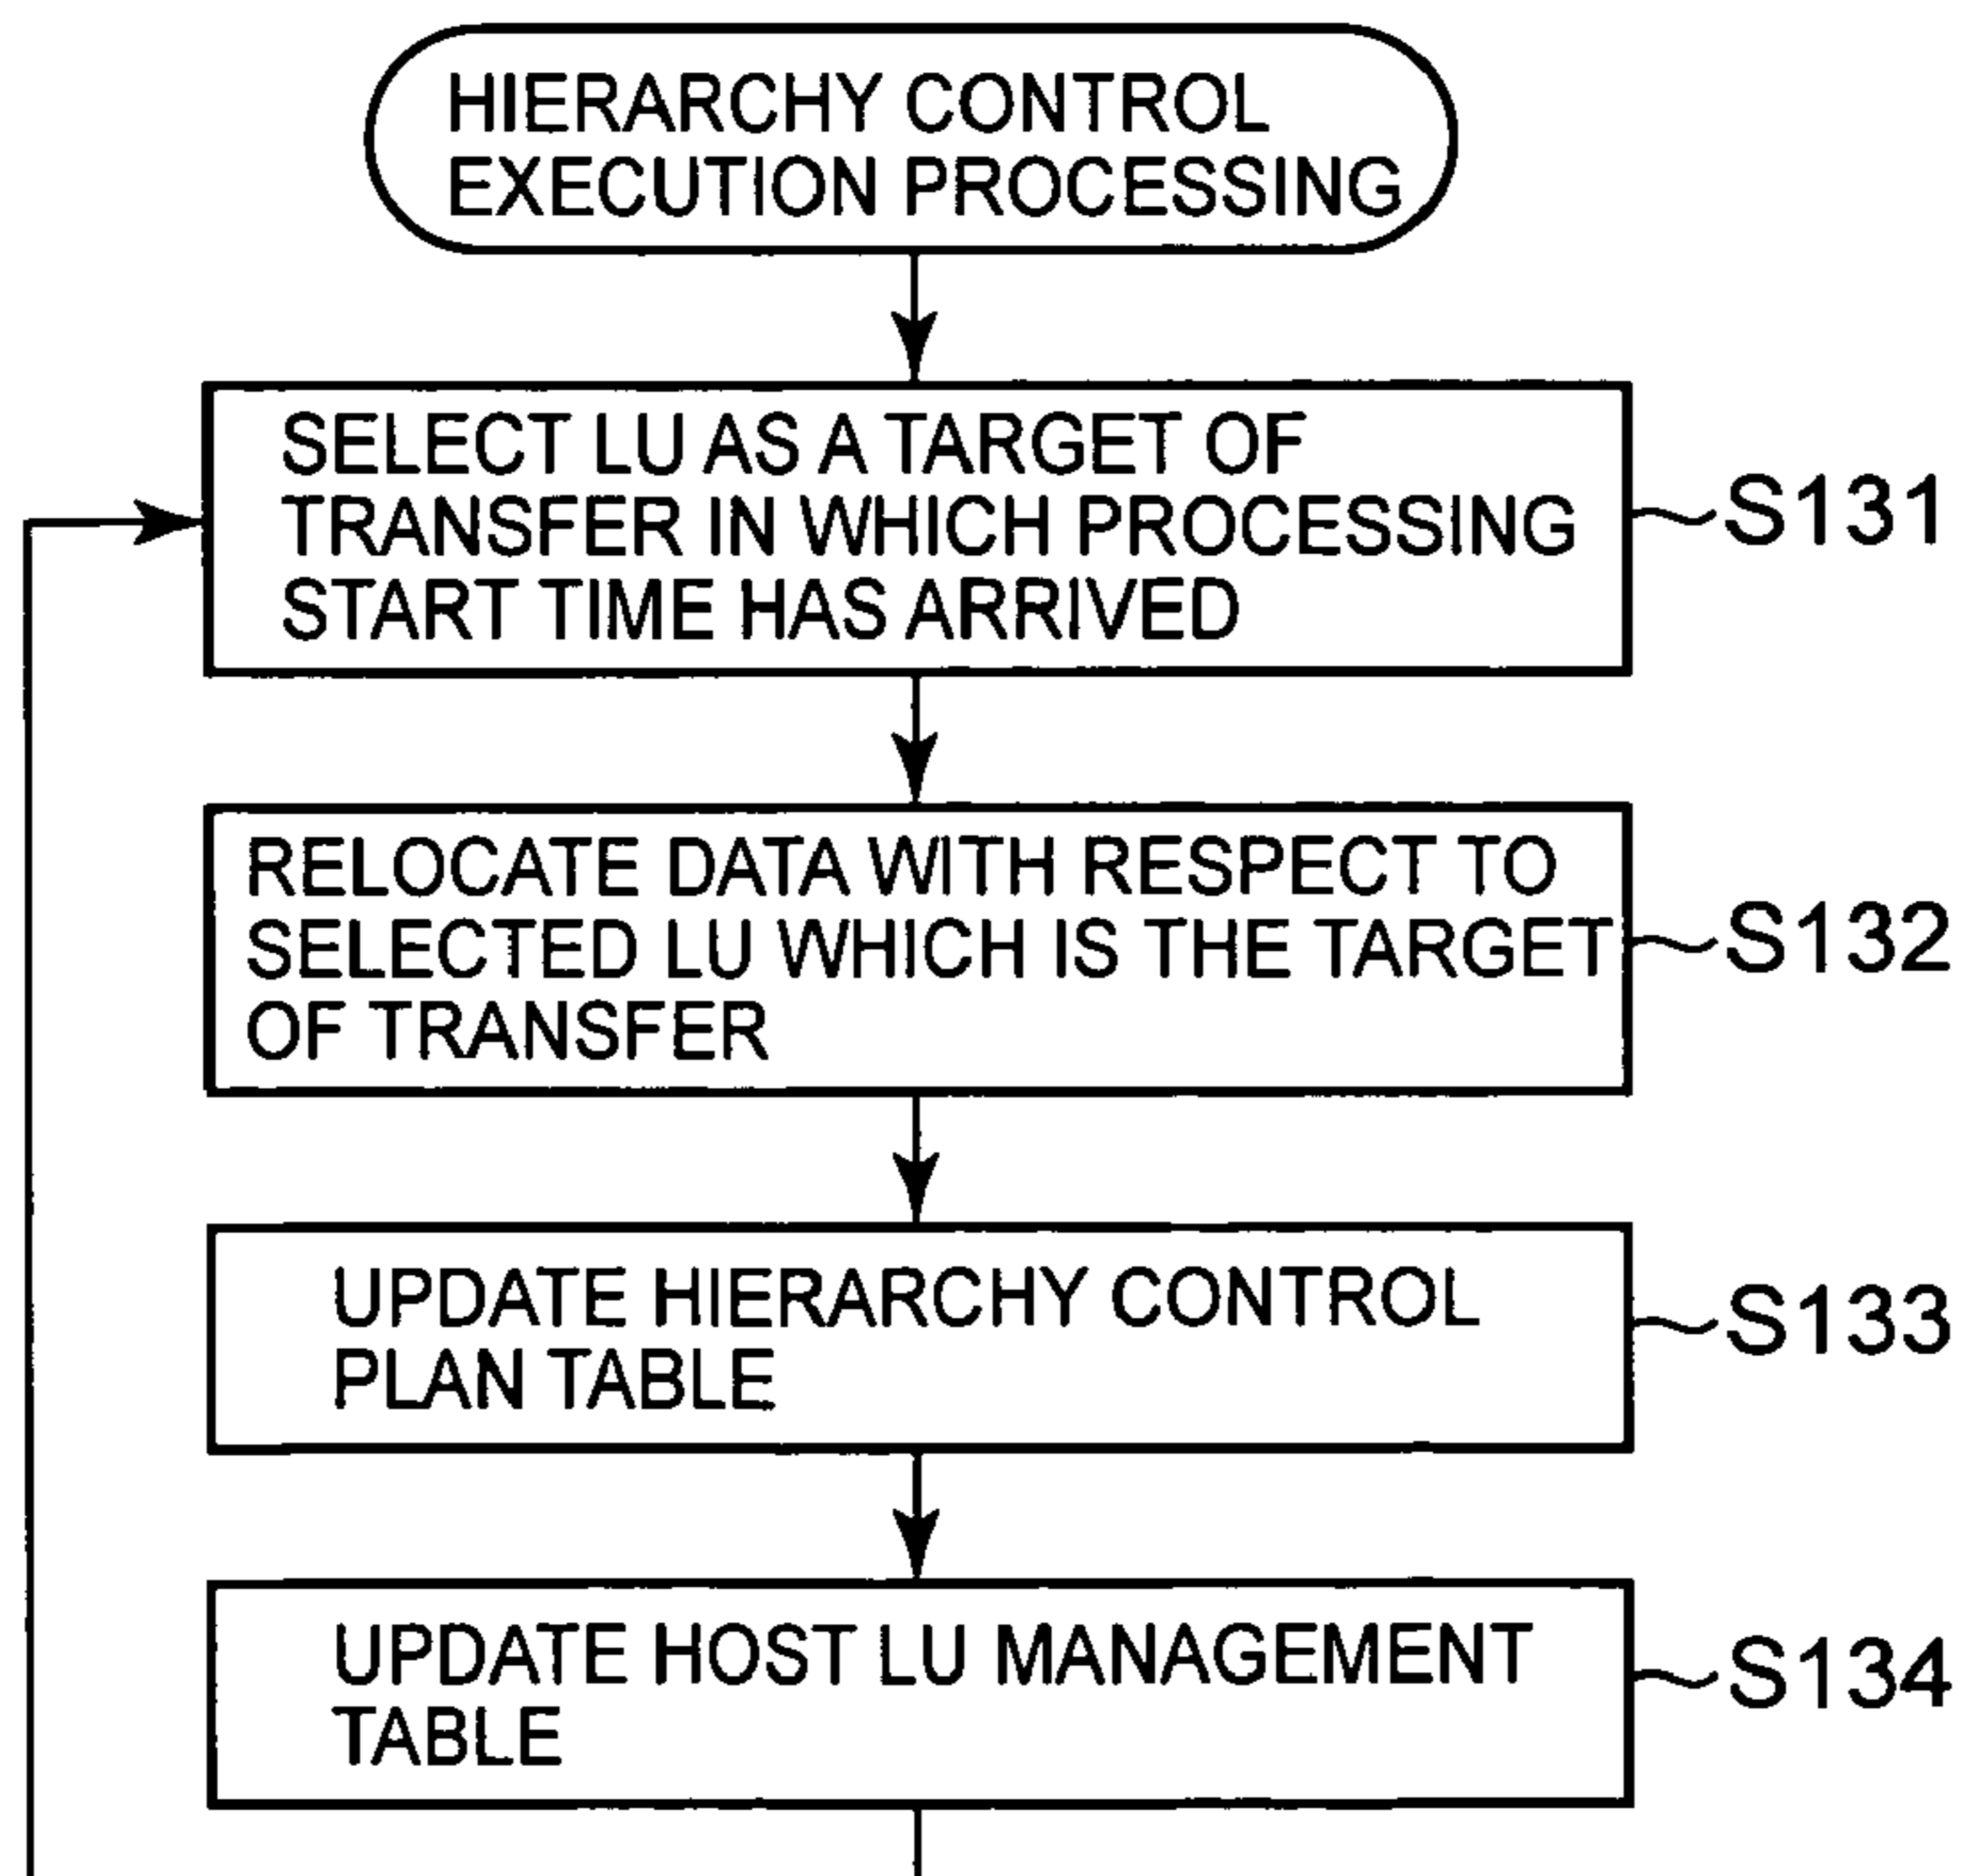 HIERARCHY CONTROL
EXECUTION PROCESSING
SELECT LU AS A TARGET OF
TRANSFER IN WHICH PROCESSING
START TIME HAS ARRIVED
S131
RELOCATE DATA WITH RESPECT TO
SELECTED LU WHICH IS THE TARGET
OF TRANSFER
S132
UPDATE HIERARCHY CONTROL
PLAN TABLE
S133
UPDATE HOST LU MANAGEMENT
TABLE
S134